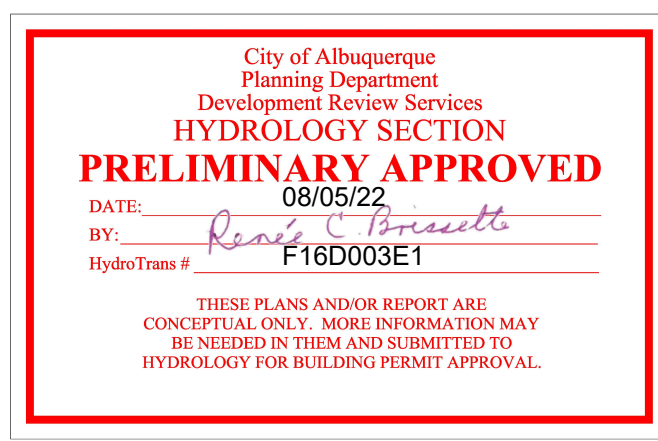 City of Albuquerque
Planning Department
Development Review Services
HYDROLOGY SECTION
PRELIMINARY APPROVED
DATE: 08/05/22
BY: Renée C. Brissette
HydroTrans # F16D003E1
THESE PLANS AND/OR REPORT ARE
CONCEPTUAL ONLY. MORE INFORMATION MAY
BE NEEDED IN THEM AND SUBMITTED TO
HYDROLOGY FOR BUILDING PERMIT APPROVAL.